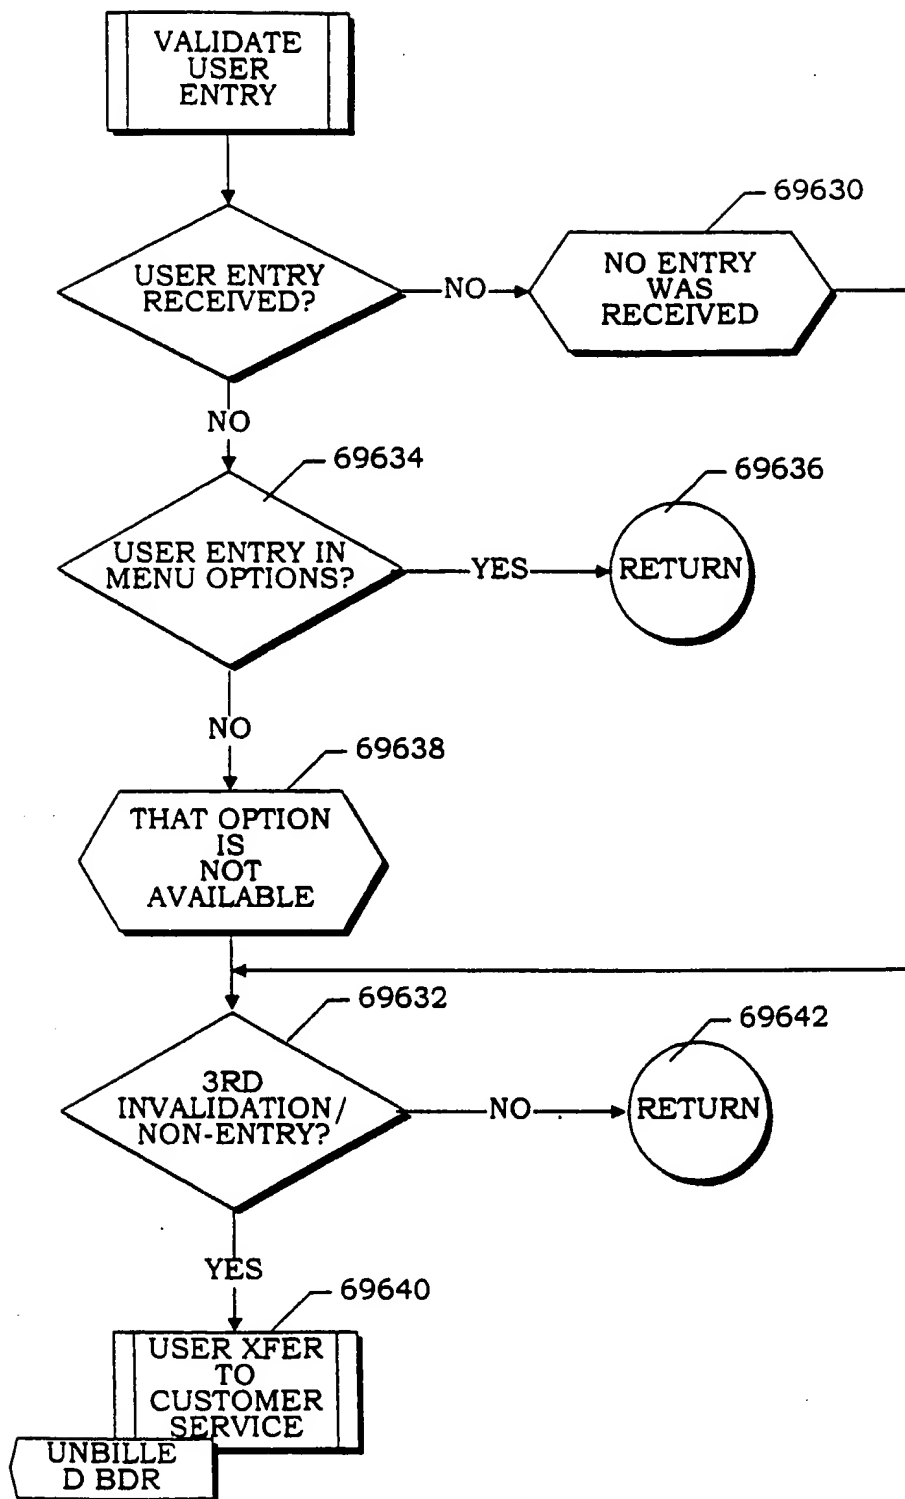 VALIDATE
USER
ENTRY
69630
USER ENTRY
RECEIVED?
NO
NO ENTRY
WAS
RECEIVED
NO
69634
69636
USER ENTRY IN
MENU OPTIONS?
YES
RETURN
NO
69638
THAT OPTION
IS
NOT
AVAILABLE
69632
69642
3RD
INVALIDATION/
NON-ENTRY?
NO
RETURN
YES
69640
USER XFER
TO
CUSTOMER
SERVICE
UNBILLE
D BDR